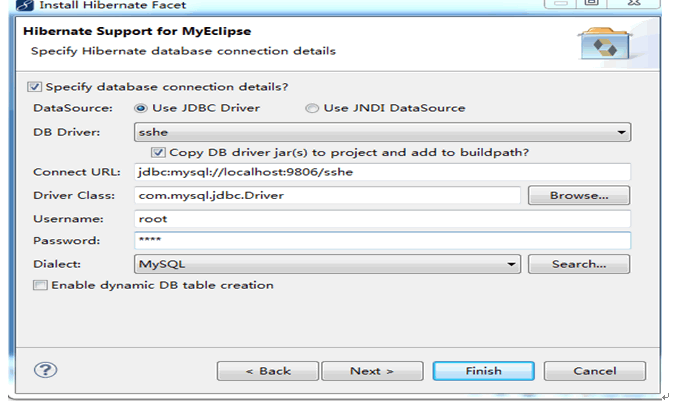 Install Hibernate Facet
Hibernate Support for MyEclipse
Specify Hibernate database connection details
Specify database connection details?
DataSource: Use JDBC Driver Use JNDI DataSource
DB Driver: sshe
Copy DB driver jar(s) to project and add to buildpath?
Connect URL: jdbc:mysql://localhost:9806/sshe
Driver Class: com.mysql.jdbc.Driver Browse...
Username: root
Password: ****
Dialect: MySQL Search...
Enable dynamic DB table creation
< Back Next > Finish Cancel